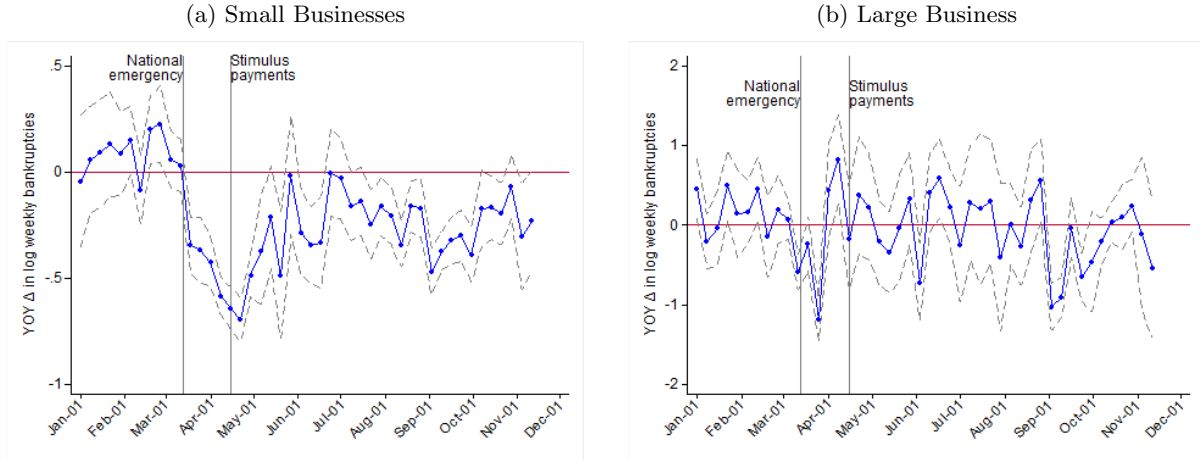 (a) Small Businesses
(b) Large Business
YOY Δ in log weekly bankruptcies
.5
0
-.5
-1
National
emergency
Stimulus
payments
Jan-01
Feb-01
Mar-01
Apr-01
May-01
Jun-01
Jul-01
Aug-01
Sep-01
Oct-01
Nov-01
Dec-01
YOY Δ in log weekly bankruptcies
2
1
0
-1
-2
National
emergency
Stimulus
payments
Jan-01
Feb-01
Mar-01
Apr-01
May-01
Jun-01
Jul-01
Aug-01
Sep-01
Oct-01
Nov-01
Dec-01